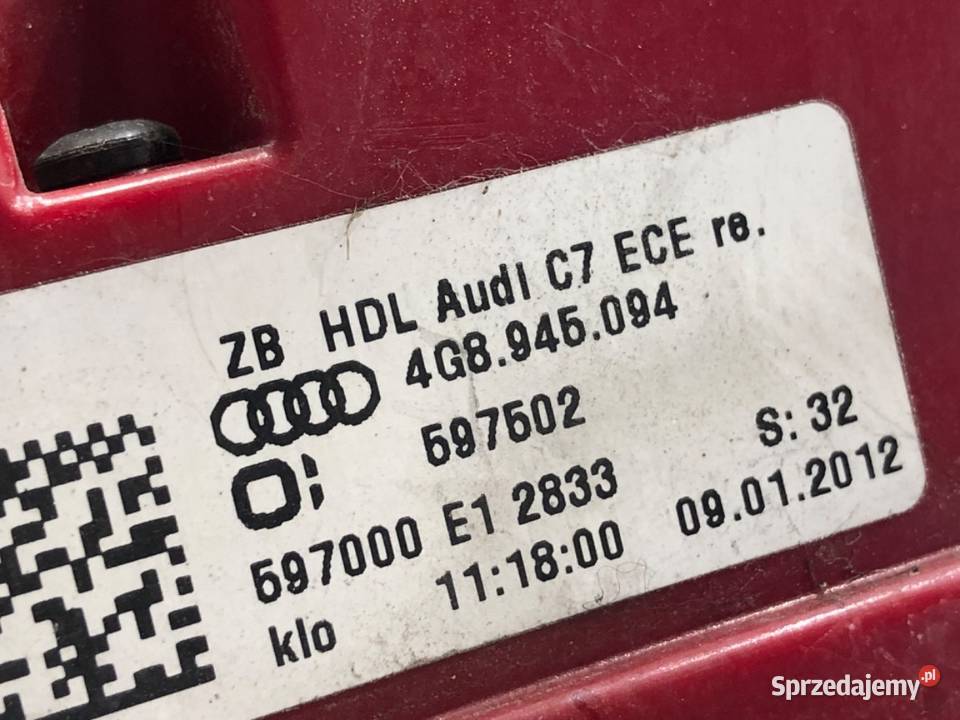 ZB HDL Audi C7 ECE re.
4G8.945.094
597502
S: 32
597000 E1 2833
klo 11:18:00 09.01.2012
Sprzedajemy.pl